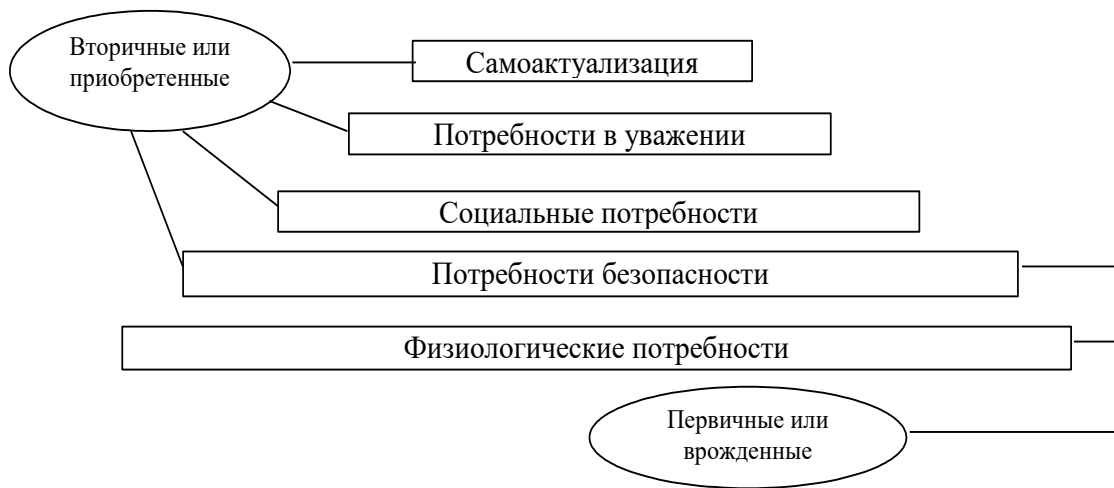 Вторичные или
приобретенные
Самоактуализация
Потребности в уважении
Социальные потребности
Потребности безопасности
Физиологические потребности
Первичные или
врожденные